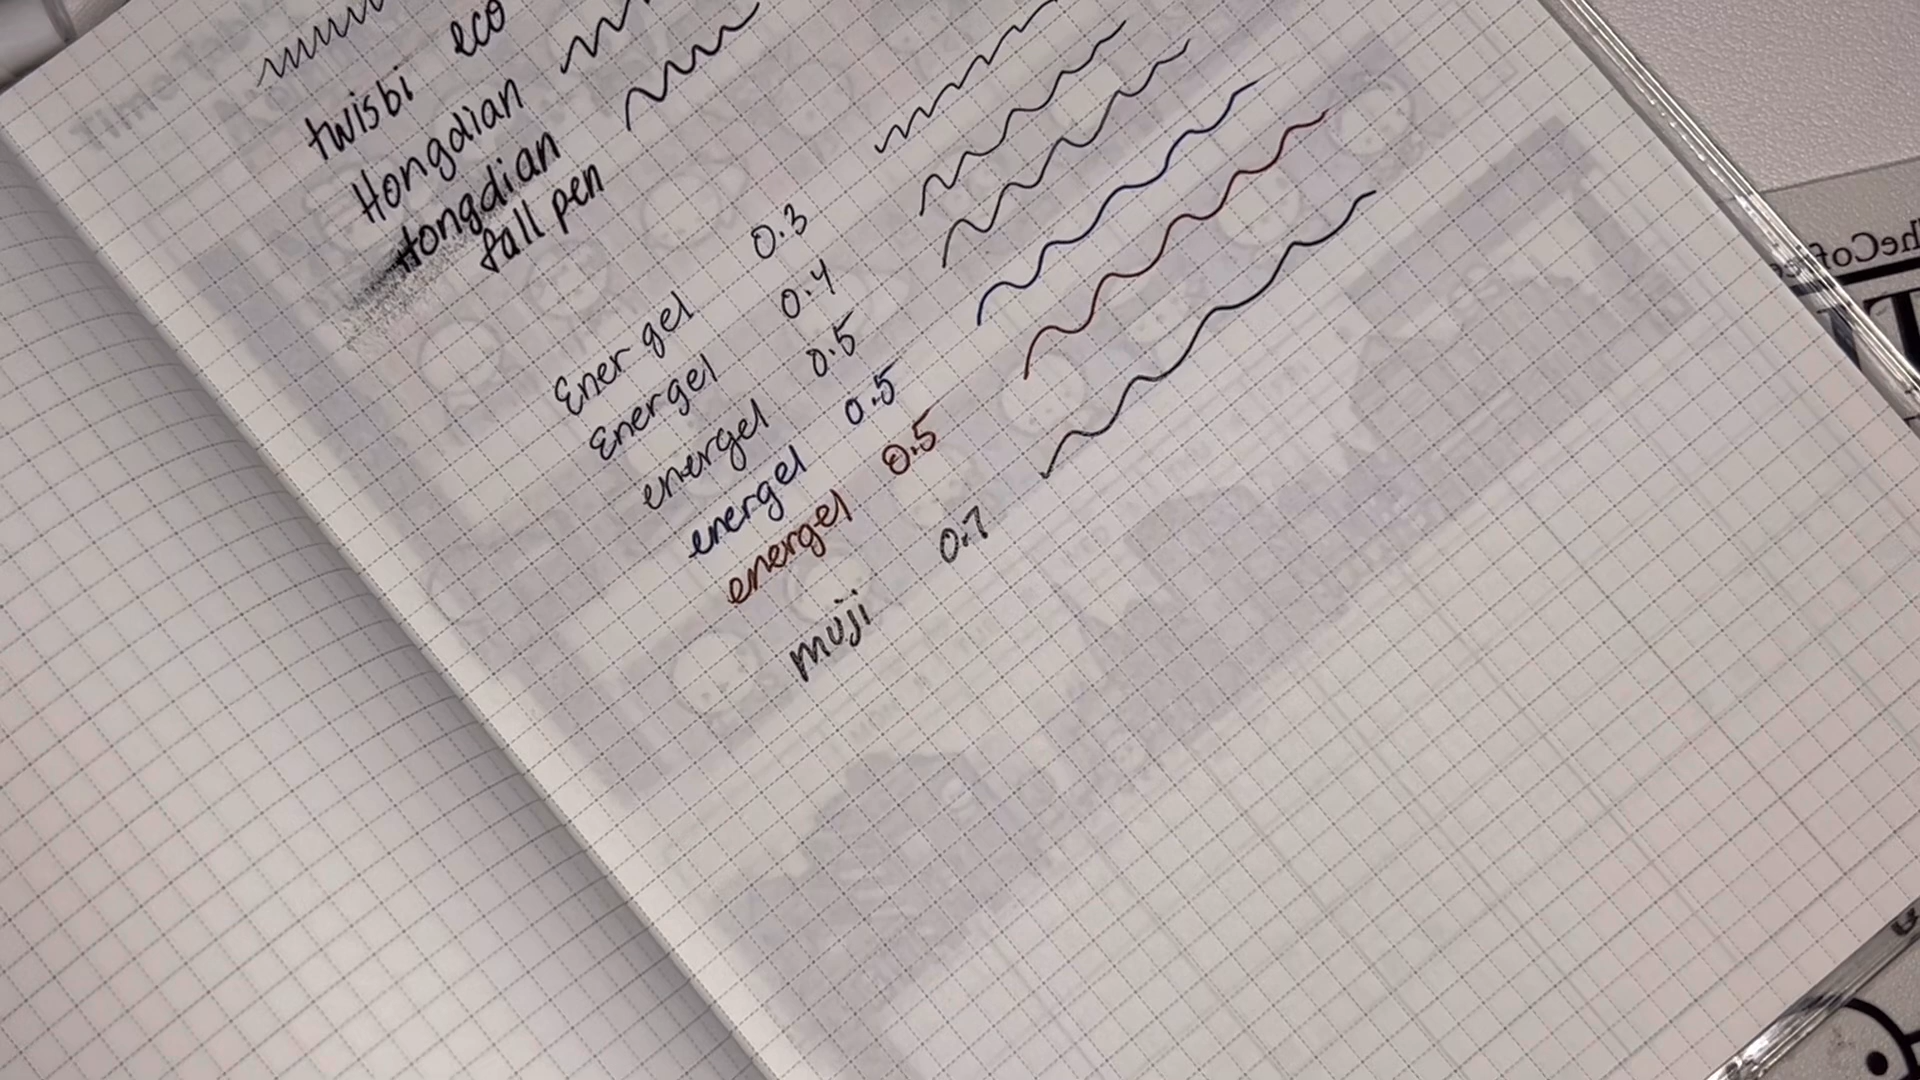 twisbi eco
Hongdian
Hongdian
fall pen
Energel 0.3
Energel 0.4
energel 0.5
energel 0.5
energel 0.5
muji 0.7